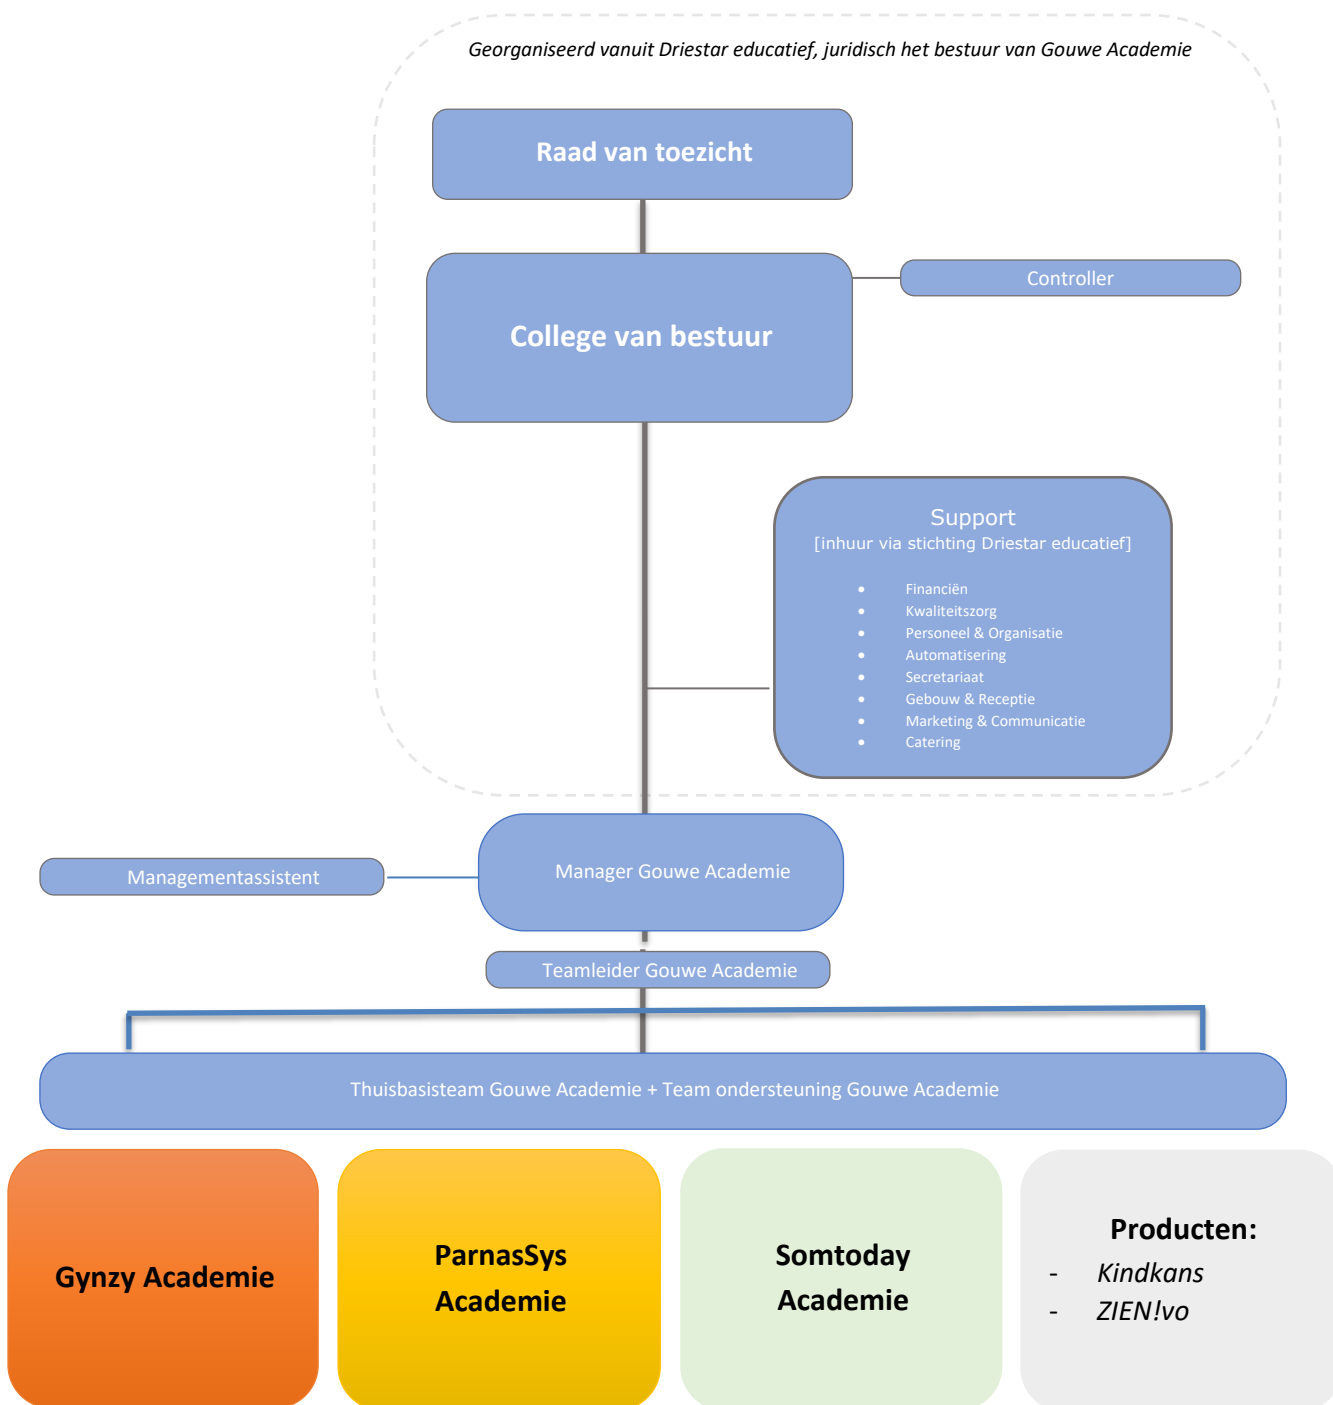 Georganiseerd vanuit Driestar educatief, juridisch het bestuur van Gouwe Academie
Raad van toezicht
College van bestuur
Controller
Support
[inhuur via stichting Driestar educatief]
• Financiën
• Kwaliteitszorg
• Personeel & Organisatie
• Automatisering
• Secretariaat
• Gebouw & Receptie
• Marketing & Communicatie
• Catering
Manager Gouwe Academie
Managementassistent
Teamleider Gouwe Academie
Thuisbasisteam Gouwe Academie + Team ondersteuning Gouwe Academie
Gynzy Academie
ParnasSys
Academie
Somtoday
Academie
Producten:
- Kindkans
- ZIEN!vo